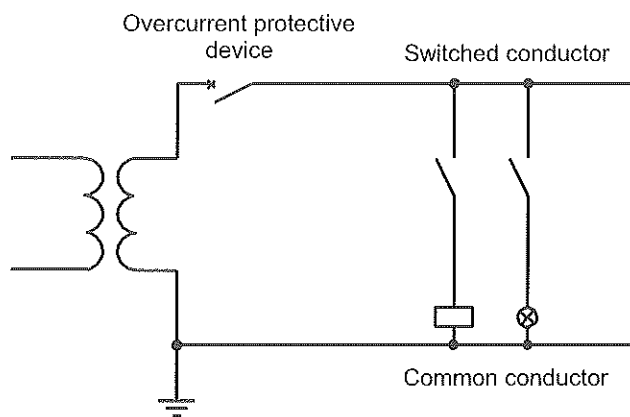 Overcurrent protective
device
Switched conductor
Common conductor